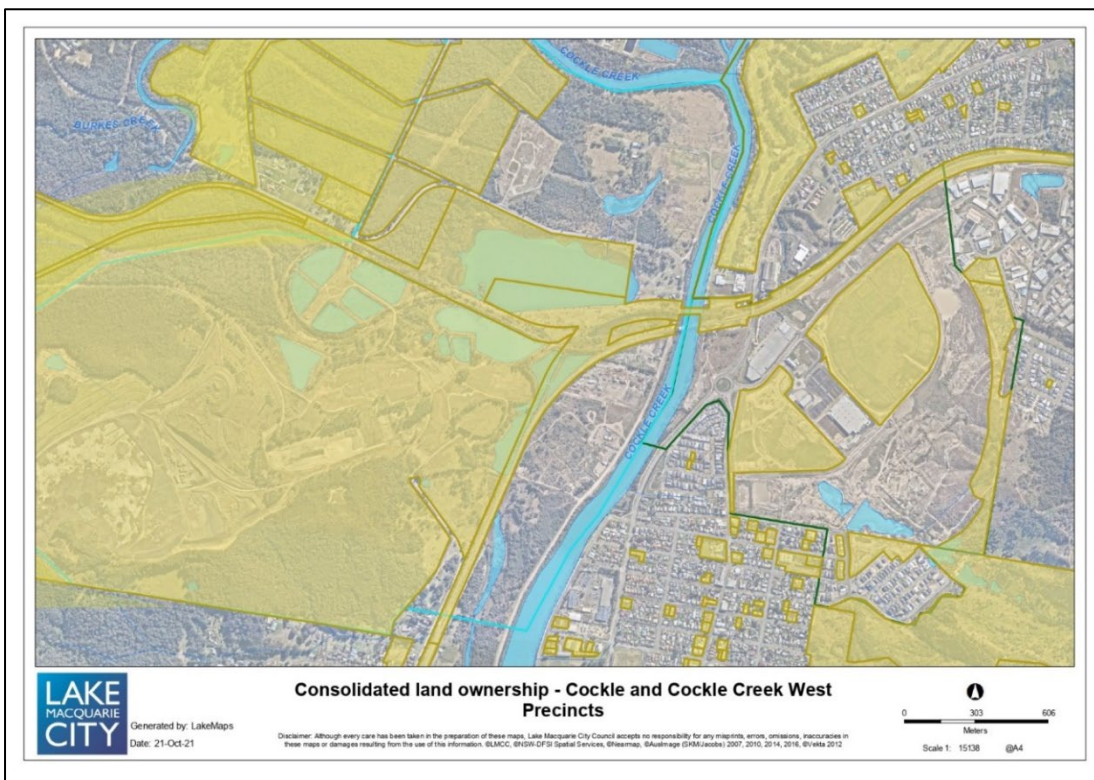 COCKLE CREEK
BURKES CREEK
COCKLE CREEK
COCKLE CREEK
LAKE
MACQUARIE
CITY
Generated by: LakeMaps
Date: 21-Oct-21
Consolidated land ownership - Cockle and Cockle Creek West
Precincts
Disclaimer: Although every care has been taken in the preparation of these maps, Lake Macquarie City Council accepts no responsibility for any misprints, errors, omissions, inaccuracies in
these maps or damages resulting from the use of this information. ©LMCC, ©NSW-DFSI Spatial Services, ©Nearmap, ©AusImage (SKM/Jacobs) 2007, 2010, 2014, 2016, ©Vekta 2012
0 303 606
Meters
Scale 1: 15138 @A4